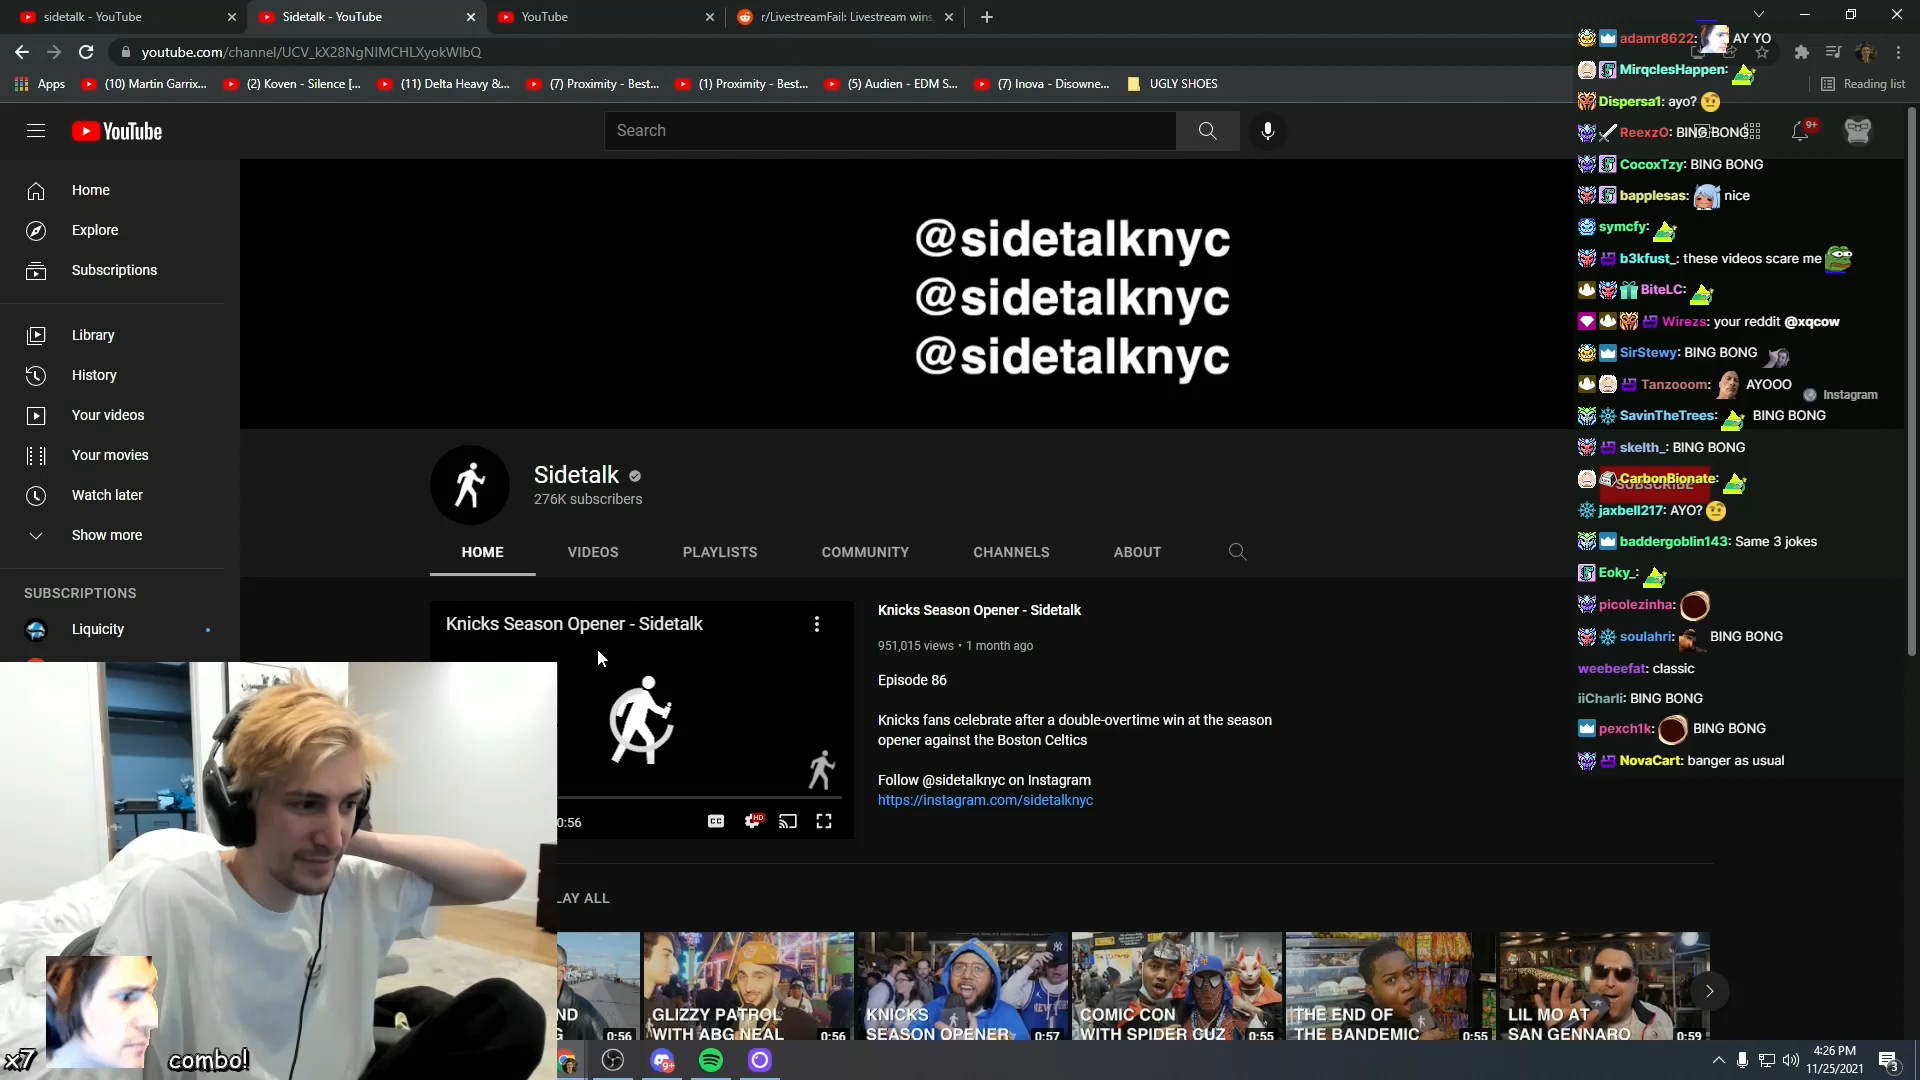 sidetalk - YouTube
Sidetalk - YouTube
YouTube
r/LivestreamFail: Livestream wins,
youtube.com/channel/UCV_kX28NgNIMCHLXyokWlbQ
Apps
(10) Martin Garrix...
(2) Koven - Silence [...
(11) Delta Heavy &...
(7) Proximity - Best...
(1) Proximity - Best...
(5) Audien - EDM S...
(7) Inova - Disowne...
UGLY SHOES
Reading list
YouTube
Search
9+
Home
Explore
Subscriptions
Library
History
Your videos
Your movies
Watch later
Show more
SUBSCRIPTIONS
Liquicity
@sidetalknyc
@sidetalknyc
@sidetalknyc
Instagram
Sidetalk
276K subscribers
SUBSCRIBE
HOME
VIDEOS
PLAYLISTS
COMMUNITY
CHANNELS
ABOUT
Knicks Season Opener - Sidetalk
0:56
CC
HD
Knicks Season Opener - Sidetalk
951,015 views • 1 month ago
Episode 86
Knicks fans celebrate after a double-overtime win at the season
opener against the Boston Celtics
Follow @sidetalknyc on Instagram
https://instagram.com/sidetalknyc
LAY ALL
ND
G
0:56
GLIZZY PATROL
WITH ABG NEAL
0:56
KNICKS
SEASON OPENER
0:57
COMIC CON
WITH SPIDER CUZ
0:55
THE END OF
THE BANDEMIC
0:55
LIL MO AT
SAN GENNARO
0:59
adamr8622: AY YO
MirqclesHappen:
Dispersa1: ayo?
ReexzO: BING BONG
CocoxTzy: BING BONG
bapplesas: nice
symcfy:
b3kfust_: these videos scare me
BiteLC:
Wirezs: your reddit @xqcow
SirStewy: BING BONG
Tanzooom: AYOOO
SavinTheTrees: BING BONG
skelth_: BING BONG
CarbonBionate:
jaxbell217: AYO?
baddergoblin143: Same 3 jokes
Eoky_:
picolezinha:
soulahri: BING BONG
weebeefat: classic
iiCharli: BING BONG
pexch1k: BING BONG
NovaCart: banger as usual
x7
combo!
9+
4:26 PM
11/25/2021
3